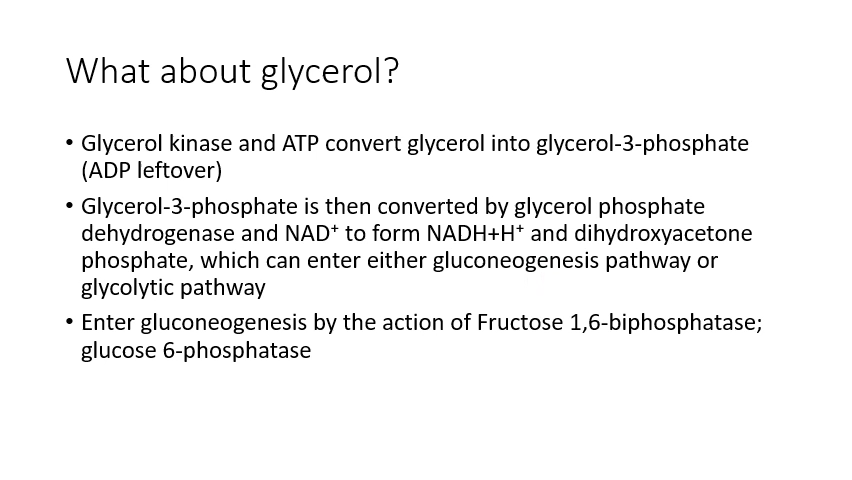 What about glycerol?
• Glycerol kinase and ATP convert glycerol into glycerol-3-phosphate
(ADP leftover)
• Glycerol-3-phosphate is then converted by glycerol phosphate
dehydrogenase and NAD⁺ to form NADH+H⁺ and dihydroxyacetone
phosphate, which can enter either gluconeogenesis pathway or
glycolytic pathway
• Enter gluconeogenesis by the action of Fructose 1,6-biphosphatase;
glucose 6-phosphatase